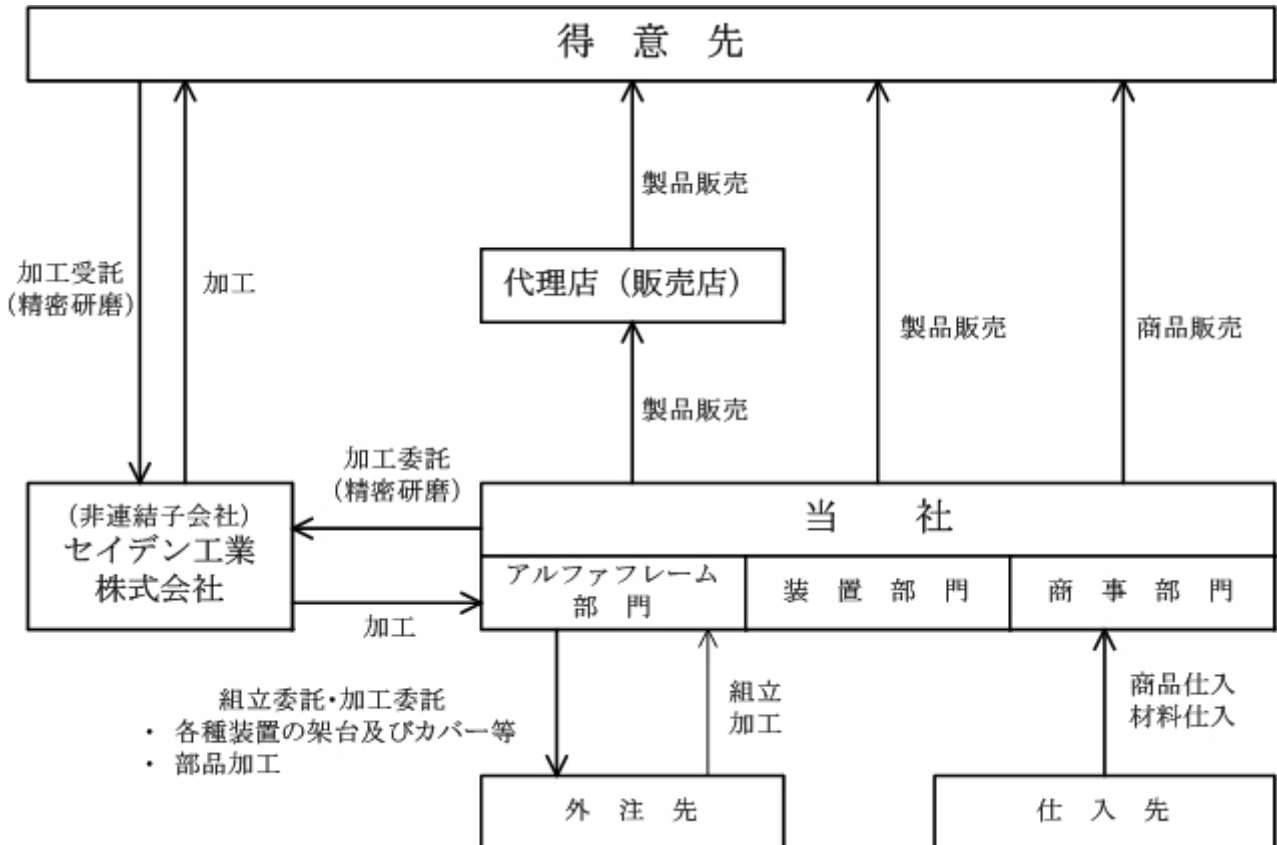 得意先
製品販売
加工受託
(精密研磨)
加工
代理店（販売店）
製品販売
商品販売
製品販売
加工委託
(精密研磨)
(非連結子会社)
セイデン工業
株式会社
当社
アルファフレーム
部門
装置部門
商事部門
加工
組立委託・加工委託
・ 各種装置の架台及びカバー等
・ 部品加工
組立
加工
商品仕入
材料仕入
外注先
仕入先